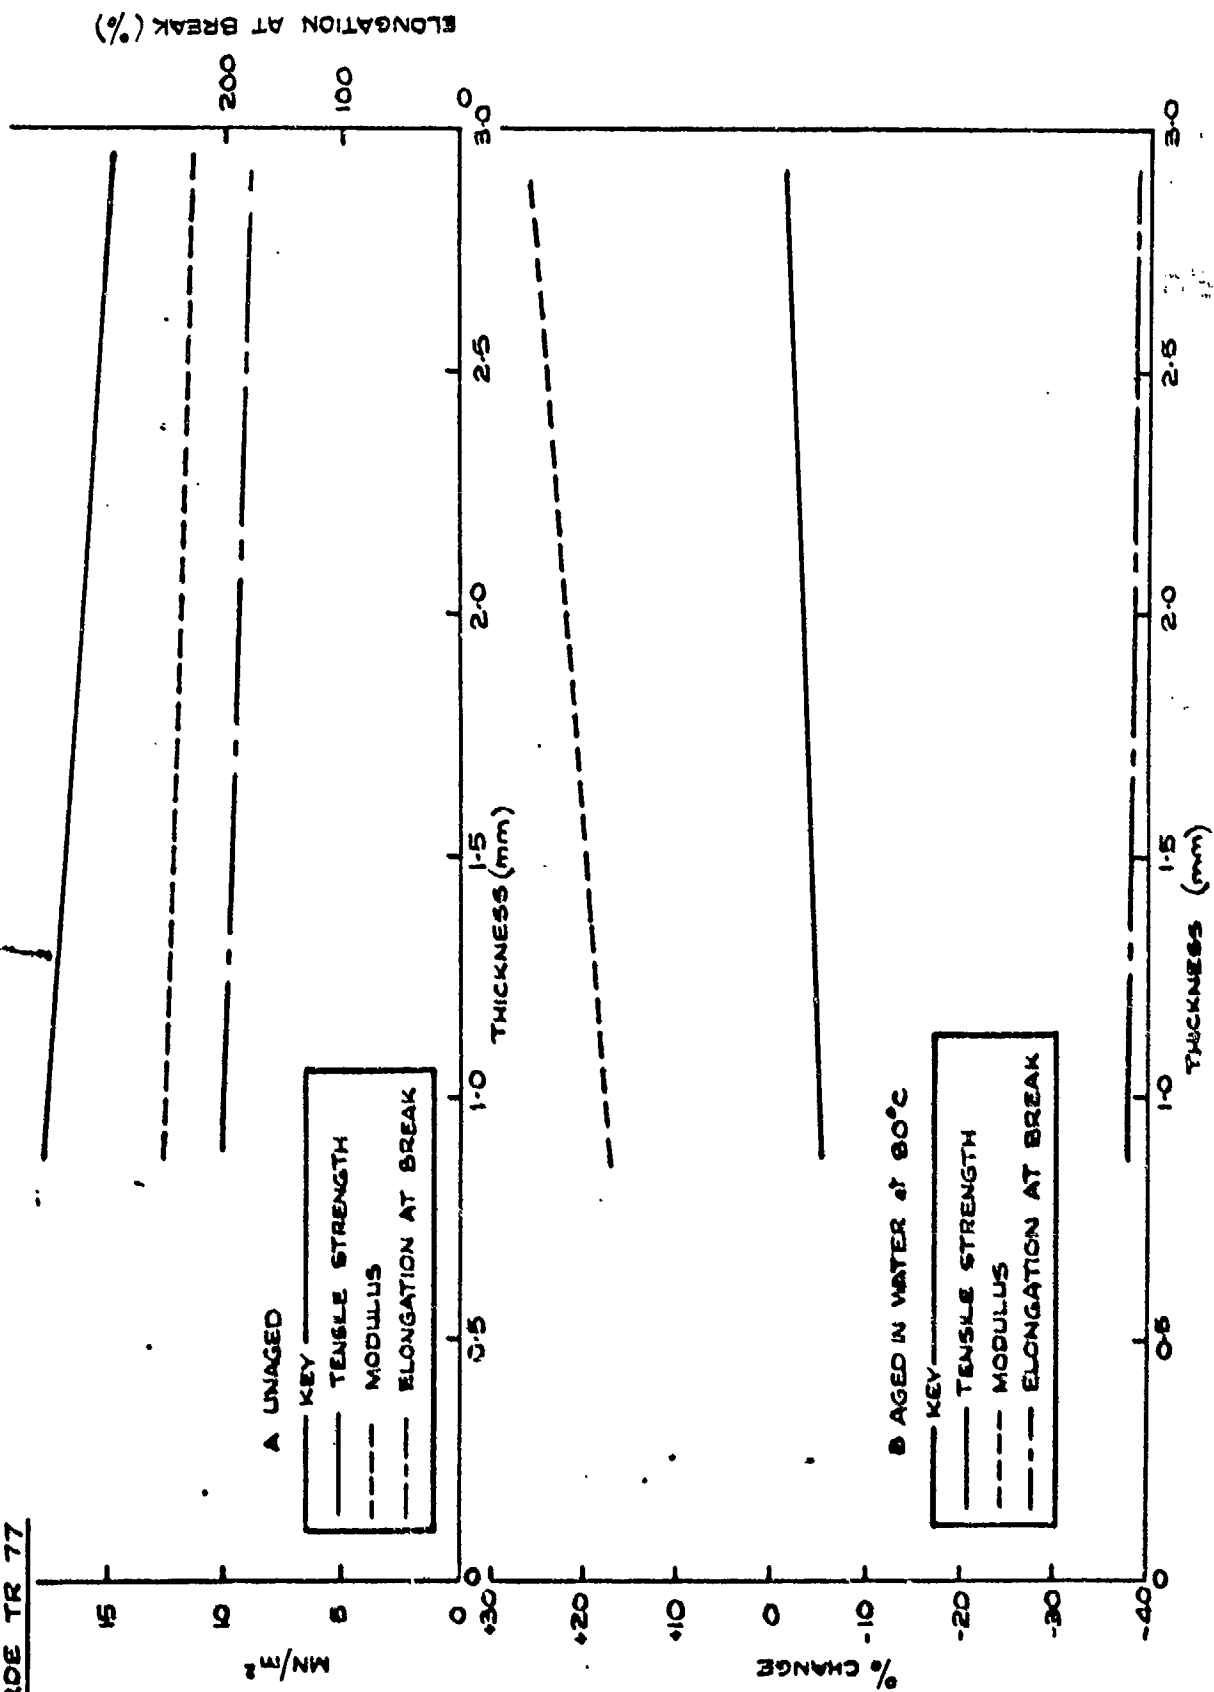 RDE TR 77
MN/m²
15
10
5
0
ELONGATION AT BREAK (%)
200
100
0
A UNAGED
KEY
TENSILE STRENGTH
MODULUS
ELONGATION AT BREAK
0 0.5 1.0 1.5 2.0 2.5 3.0
THICKNESS (mm)
% CHANGE
+30
+20
+10
0
-10
-20
-30
-40
B AGED IN WATER AT 80°C
KEY
TENSILE STRENGTH
MODULUS
ELONGATION AT BREAK
0 0.5 1.0 1.5 2.0 2.5 3.0
THICKNESS (mm)